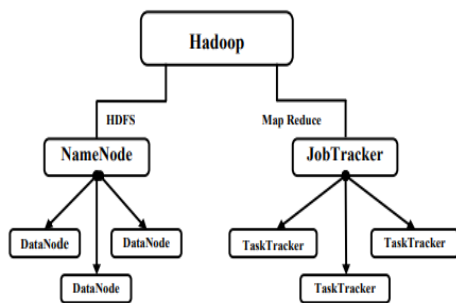 Hadoop
HDFS
Map Reduce
NameNode
JobTracker
DataNode
DataNode
DataNode
TaskTracker
TaskTracker
TaskTracker